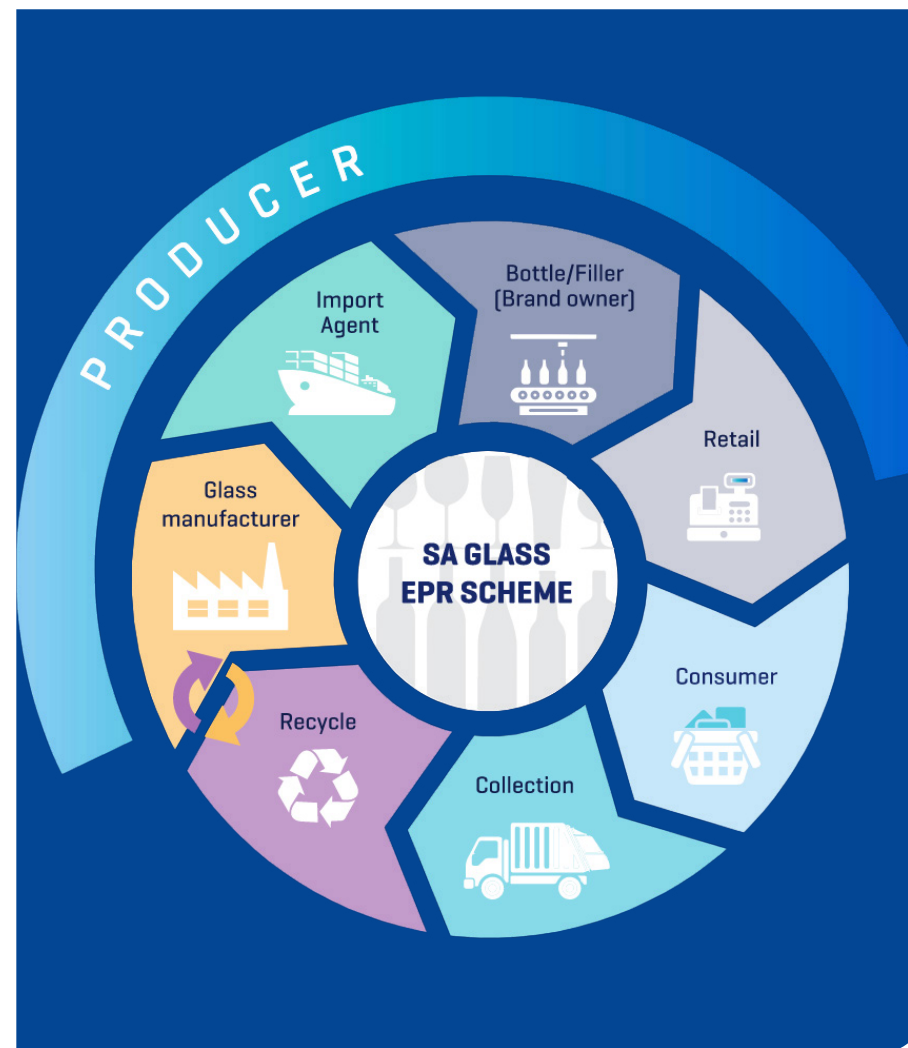 PRODUCER
Bottle/Filler
(Brand owner)
Import
Agent
Retail
Glass
manufacturer
SA GLASS
EPR SCHEME
Consumer
Recycle
Collection